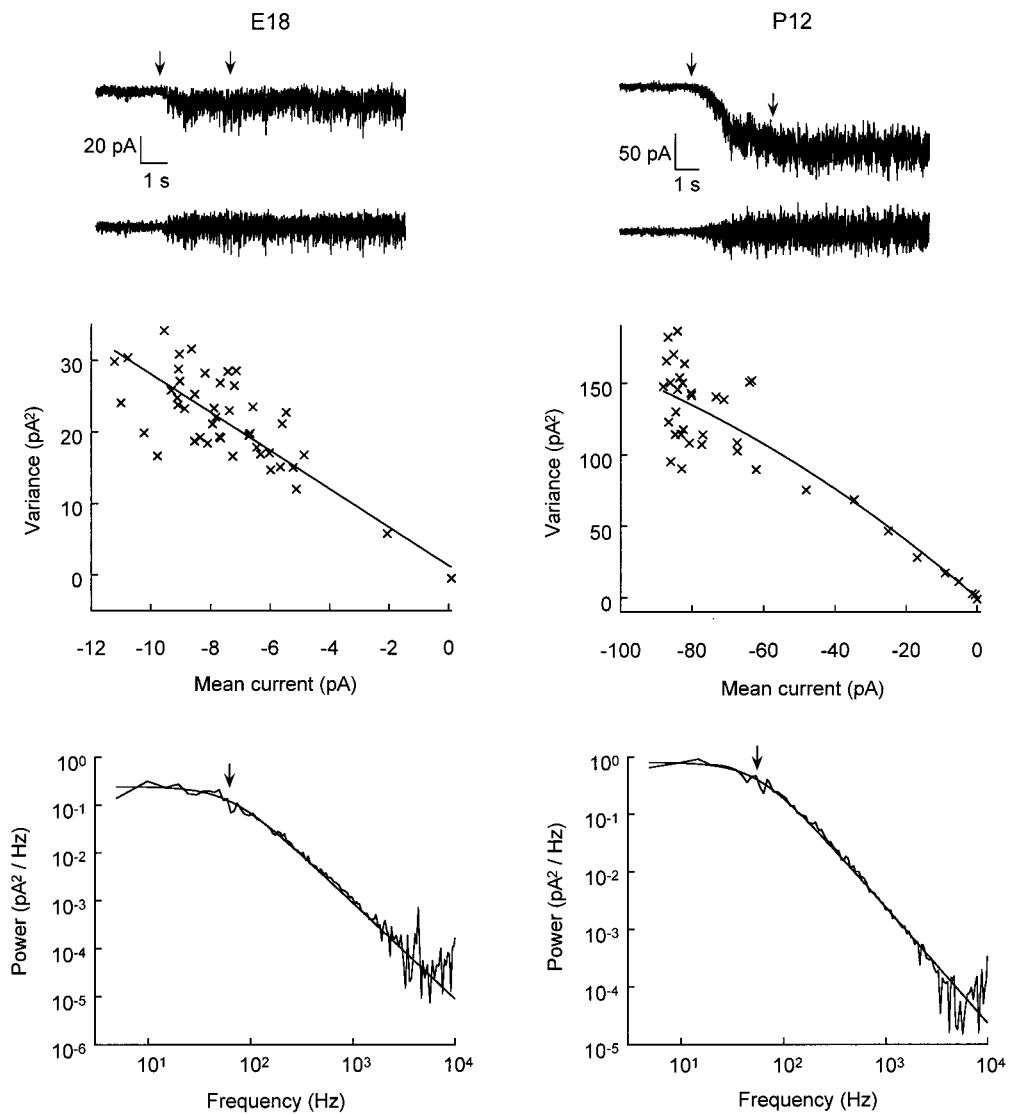 E18
P12
20 pA
1 s
50 pA
1 s
30
20
10
0
Variance (pA²)
-12 -10 -8 -6 -4 -2 0
Mean current (pA)
150
100
50
0
Variance (pA²)
-100 -80 -60 -40 -20 0
Mean current (pA)
10⁰
10⁻¹
10⁻²
10⁻³
10⁻⁴
10⁻⁵
10⁻⁶
Power (pA² / Hz)
10¹ 10² 10³ 10⁴
Frequency (Hz)
10⁰
10⁻¹
10⁻²
10⁻³
10⁻⁴
10⁻⁵
Power (pA² / Hz)
10¹ 10² 10³ 10⁴
Frequency (Hz)